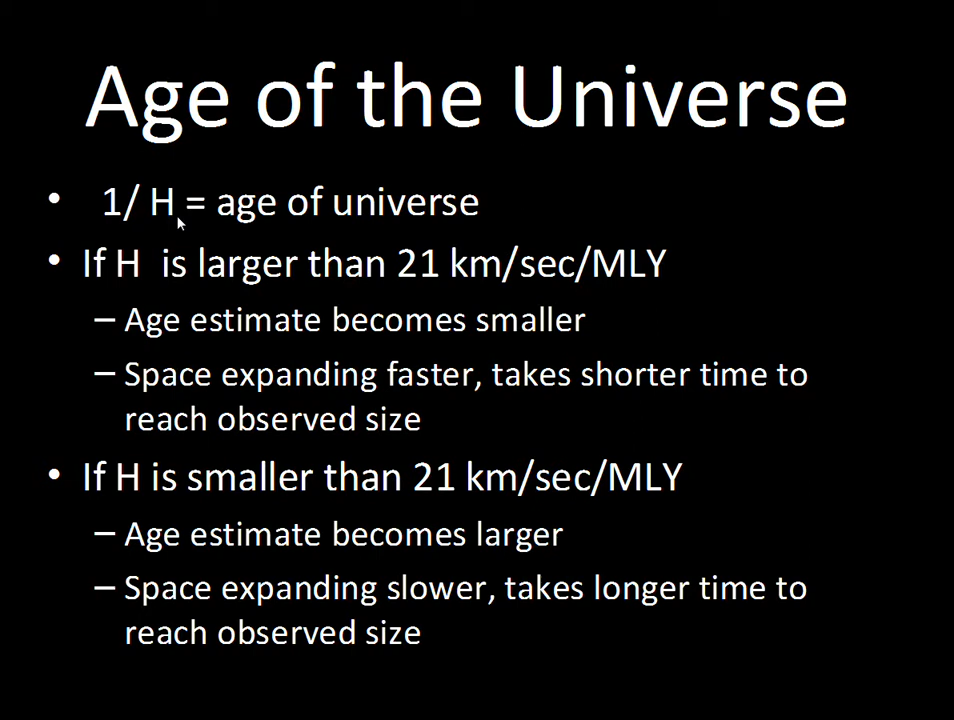 Age of the Universe
• 1/ H = age of universe
• If H is larger than 21 km/sec/MLY
– Age estimate becomes smaller
– Space expanding faster, takes shorter time to
reach observed size
• If H is smaller than 21 km/sec/MLY
– Age estimate becomes larger
– Space expanding slower, takes longer time to
reach observed size